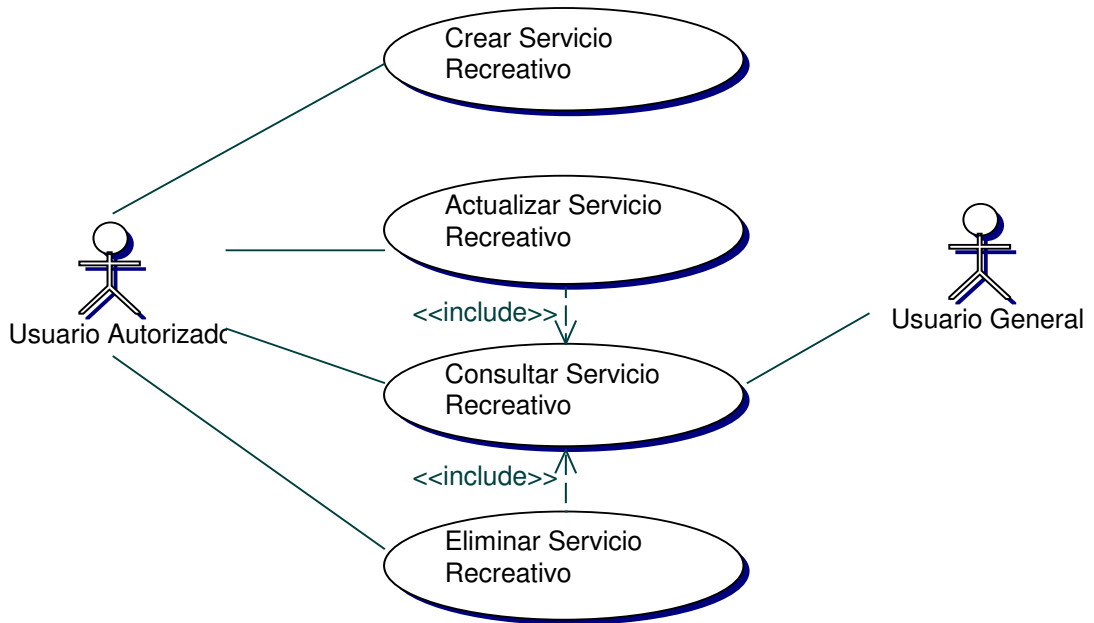 Crear Servicio
Recreativo
Actualizar Servicio
Recreativo
<<include>>
Usuario Autorizado
Usuario General
Consultar Servicio
Recreativo
<<include>>
Eliminar Servicio
Recreativo